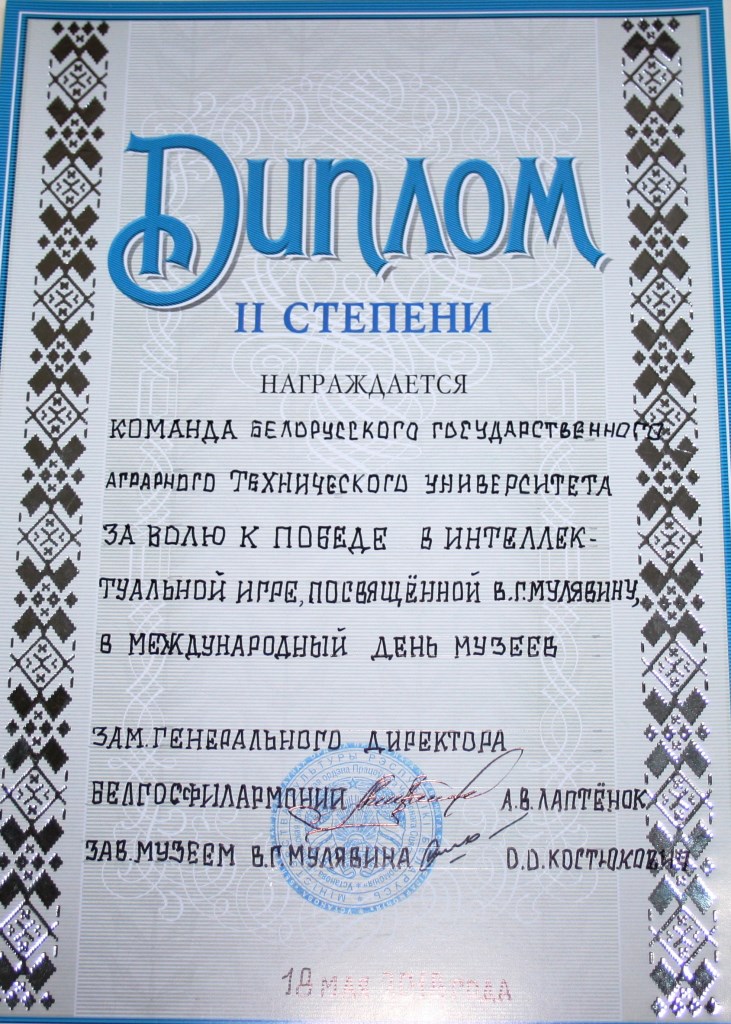 Диплом
II СТЕПЕНИ
НАГРАЖДАЕТСЯ
КОМАНДА БЕЛОРУССКОГО ГОСУДАРСТВЕННОГО
АГРАРНОГО ТЕХНИЧЕСКОГО УНИВЕРСИТЕТА
ЗА ВОЛЮ К ПОБЕДЕ В ИНТЕЛЛЕК-
ТУАЛЬНОЙ ИГРЕ, ПОСВЯЩЁННОЙ В.Г.МУЛЯВИНУ,
В МЕЖДУНАРОДНЫЙ ДЕНЬ МУЗЕЕВ
ЗАМ. ГЕНЕРАЛЬНОГО ДИРЕКТОРА
БЕЛГОСФИЛАРМОНИИ А.В.ЛАПТЁНОК
ЗАВ. МУЗЕЕМ В.Г.МУЛЯВИНА О.О.КОСТЮКОВИЧ
18 МАЯ ГОДА